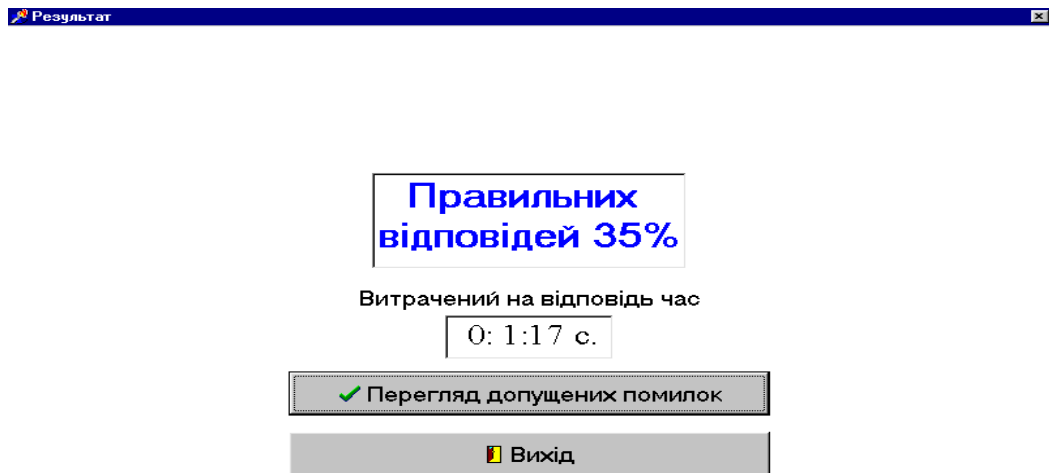 Результат
Правильних
відповідей 35%
Витрачений на відповідь час
0: 1:17 с.
Перегляд допущених помилок
Вихід